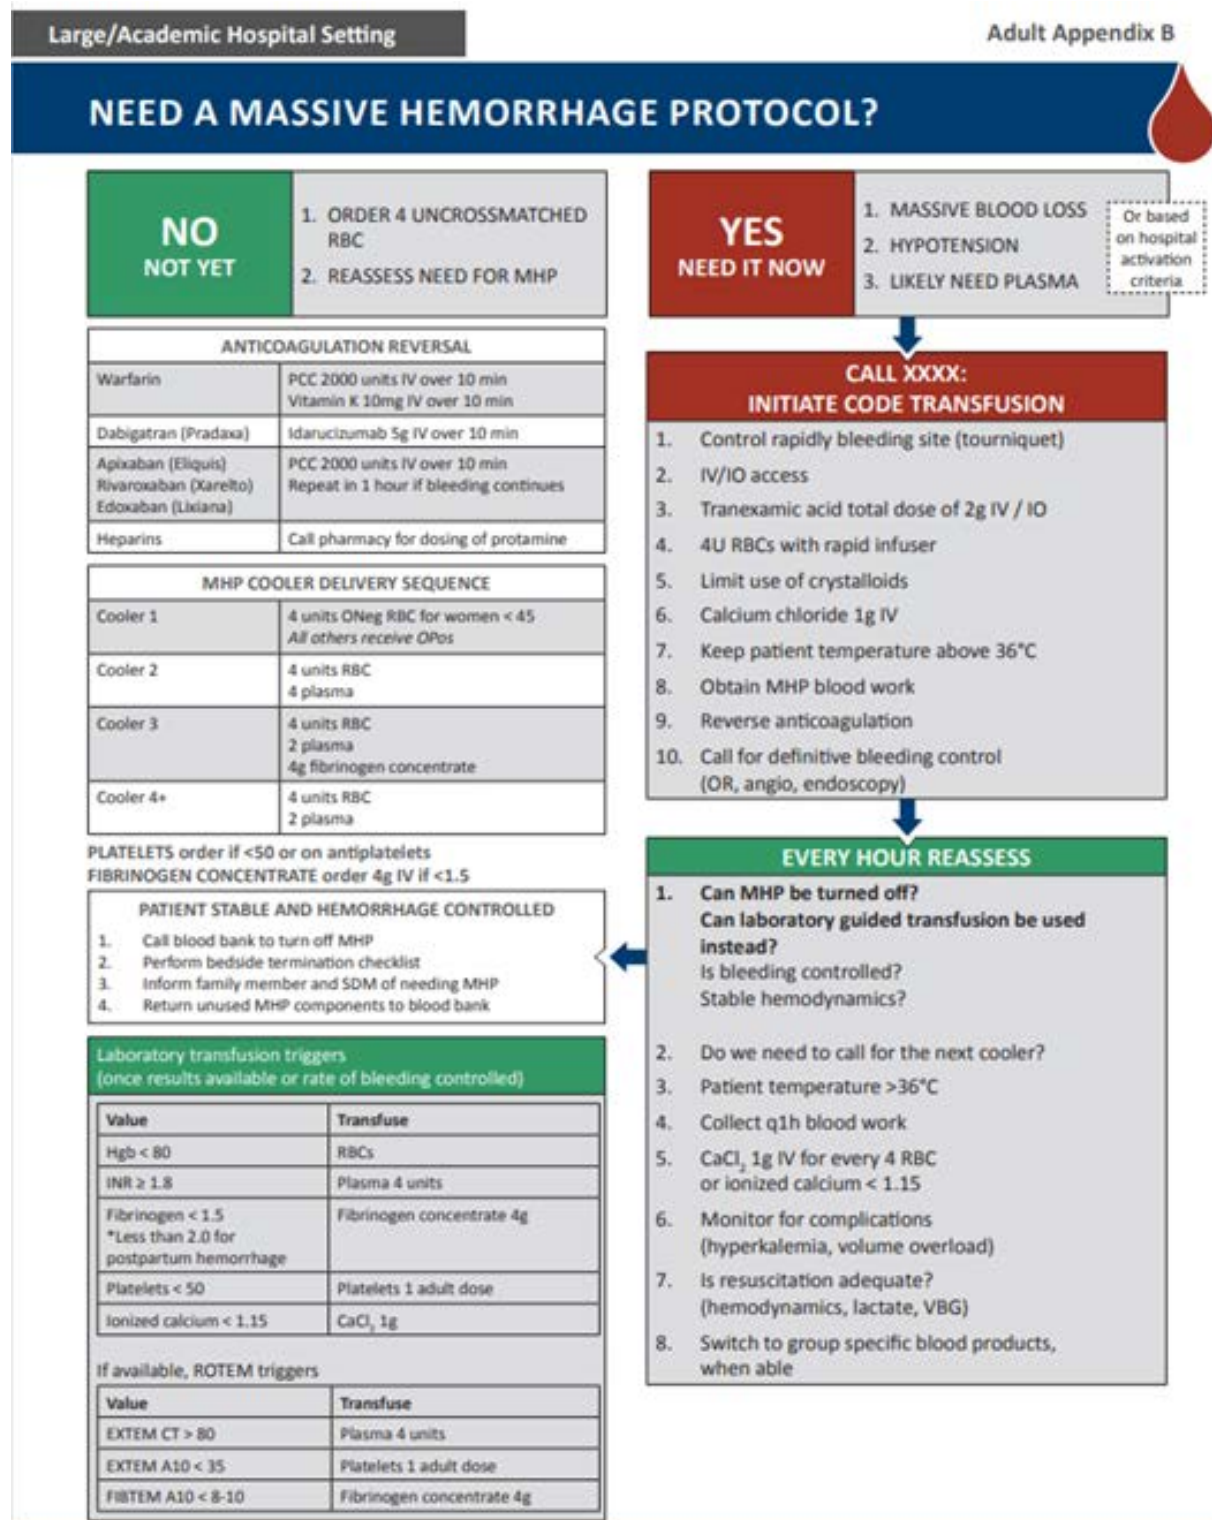 Large/Academic Hospital Setting
Adult Appendix B
NEED A MASSIVE HEMORRHAGE PROTOCOL?
NO
NOT YET
1. ORDER 4 UNCROSSMATCHED
RBC
2. REASSESS NEED FOR MHP
ANTICOAGULATION REVERSAL
Warfarin
PCC 2000 units IV over 10 min
Vitamin K 10mg IV over 10 min
Dabigatran (Pradaxa)
Idarucizumab 5g IV over 10 min
Apixaban (Eliquis)
Rivaroxaban (Xarelto)
Edoxaban (Lixiana)
PCC 2000 units IV over 10 min
Repeat in 1 hour if bleeding continues
Heparins
Call pharmacy for dosing of protamine
MHP COOLER DELIVERY SEQUENCE
Cooler 1
4 units ONeg RBC for women < 45
All others receive OPos
Cooler 2
4 units RBC
4 plasma
Cooler 3
4 units RBC
2 plasma
4g fibrinogen concentrate
Cooler 4+
4 units RBC
2 plasma
PLATELETS order if <50 or on antiplatelets
FIBRINOGEN CONCENTRATE order 4g IV if <1.5
PATIENT STABLE AND HEMORRHAGE CONTROLLED
1. Call blood bank to turn off MHP
2. Perform bedside termination checklist
3. Inform family member and SDM of needing MHP
4. Return unused MHP components to blood bank
Laboratory transfusion triggers
(once results available or rate of bleeding controlled)
Value
Transfuse
Hgb < 80
RBCs
INR ≥ 1.8
Plasma 4 units
Fibrinogen < 1.5
*Less than 2.0 for
postpartum hemorrhage
Fibrinogen concentrate 4g
Platelets < 50
Platelets 1 adult dose
Ionized calcium < 1.15
CaCl₂ 1g
If available, ROTEM triggers
Value
Transfuse
EXTEM CT > 80
Plasma 4 units
EXTEM A10 < 35
Platelets 1 adult dose
FIBTEM A10 < 8-10
Fibrinogen concentrate 4g
YES
NEED IT NOW
1. MASSIVE BLOOD LOSS
2. HYPOTENSION
3. LIKELY NEED PLASMA
Or based
on hospital
activation
criteria
CALL XXXX:
INITIATE CODE TRANSFUSION
1. Control rapidly bleeding site (tourniquet)
2. IV/IO access
3. Tranexamic acid total dose of 2g IV / IO
4. 4U RBCs with rapid infuser
5. Limit use of crystalloids
6. Calcium chloride 1g IV
7. Keep patient temperature above 36°C
8. Obtain MHP blood work
9. Reverse anticoagulation
10. Call for definitive bleeding control
(OR, angio, endoscopy)
EVERY HOUR REASSESS
1. Can MHP be turned off?
Can laboratory guided transfusion be used
instead?
Is bleeding controlled?
Stable hemodynamics?
2. Do we need to call for the next cooler?
3. Patient temperature >36°C
4. Collect q1h blood work
5. CaCl₂ 1g IV for every 4 RBC
or ionized calcium < 1.15
6. Monitor for complications
(hyperkalemia, volume overload)
7. Is resuscitation adequate?
(hemodynamics, lactate, VBG)
8. Switch to group specific blood products,
when able